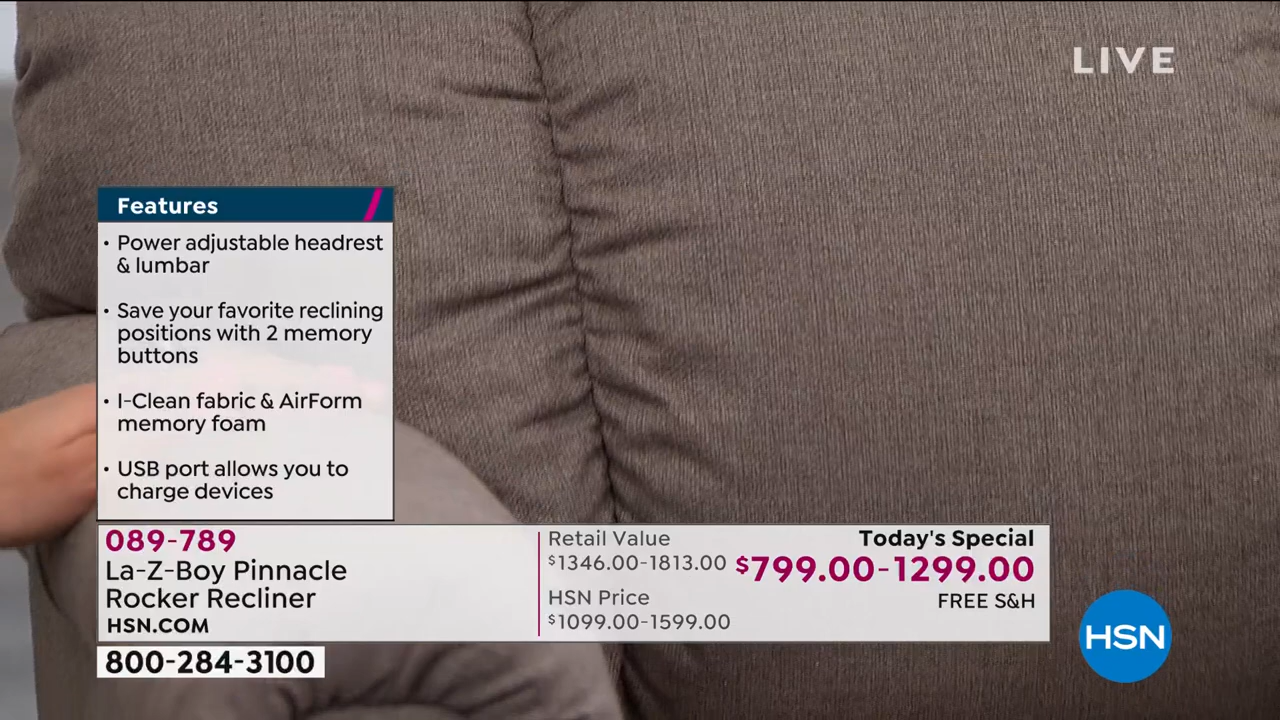 LIVE
Features
• Power adjustable headrest
& lumbar
• Save your favorite reclining
positions with 2 memory
buttons
• I-Clean fabric & AirForm
memory foam
• USB port allows you to
charge devices
089-789
La-Z-Boy Pinnacle
Rocker Recliner
HSN.COM
Retail Value
$1346.00-1813.00
HSN Price
$1099.00-1599.00
Today's Special
$799.00-1299.00
FREE S&H
800-284-3100
HSN